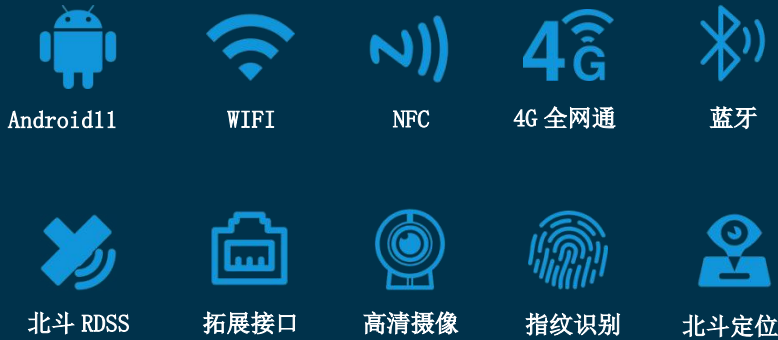 4G
Android11 WIFI NFC 4G 全网通 蓝牙
北斗 RDSS 拓展接口 高清摄像 指纹识别 北斗定位